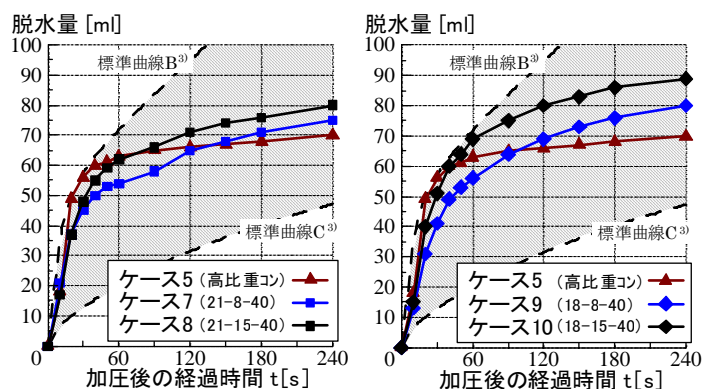 脱水量 [ml]
100
90
80
70
60
50
40
30
20
10
0
60
120
180
240
加圧後の経過時間 t[s]
標準曲線B3)
標準曲線C3)
ケース5 (高比重コン)
ケース7 (21-8-40)
ケース8 (21-15-40)
脱水量 [ml]
100
90
80
70
60
50
40
30
20
10
0
60
120
180
240
加圧後の経過時間 t[s]
標準曲線B3)
標準曲線C3)
ケース5 (高比重コン)
ケース9 (18-8-40)
ケース10 (18-15-40)